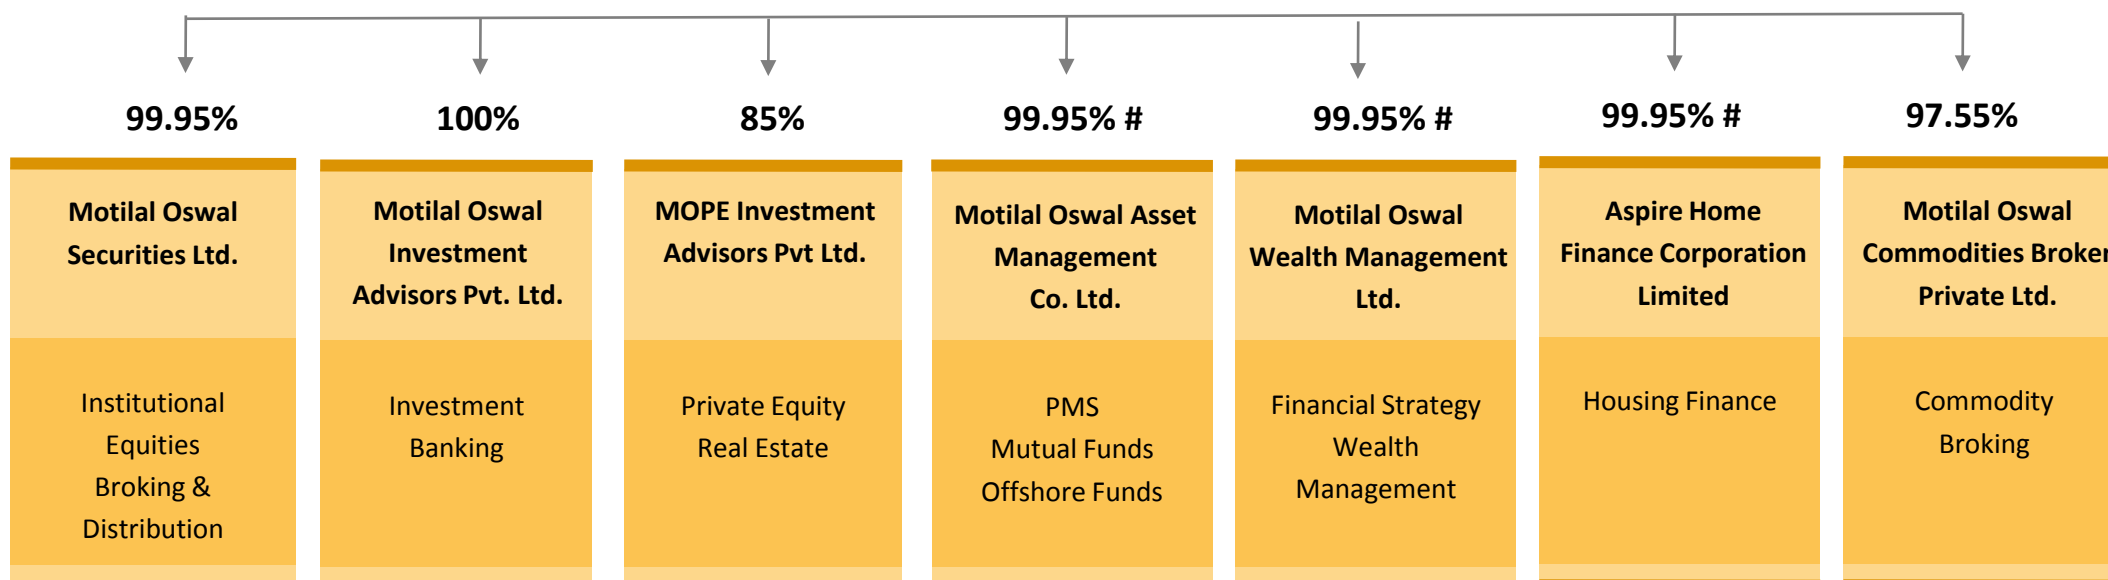 99.95%
100%
85%
99.95% #
99.95% #
99.95% #
97.55%
Motilal Oswal
Securities Ltd.
Motilal Oswal
Investment
Advisors Pvt. Ltd.
MOPE Investment
Advisors Pvt Ltd.
Motilal Oswal Asset
Management
Co. Ltd.
Motilal Oswal
Wealth Management
Ltd.
Aspire Home
Finance Corporation
Limited
Motilal Oswal
Commodities Broker
Private Ltd.
Institutional
Equities
Broking &
Distribution
Investment
Banking
Private Equity
Real Estate
PMS
Mutual Funds
Offshore Funds
Financial Strategy
Wealth
Management
Housing Finance
Commodity
Broking